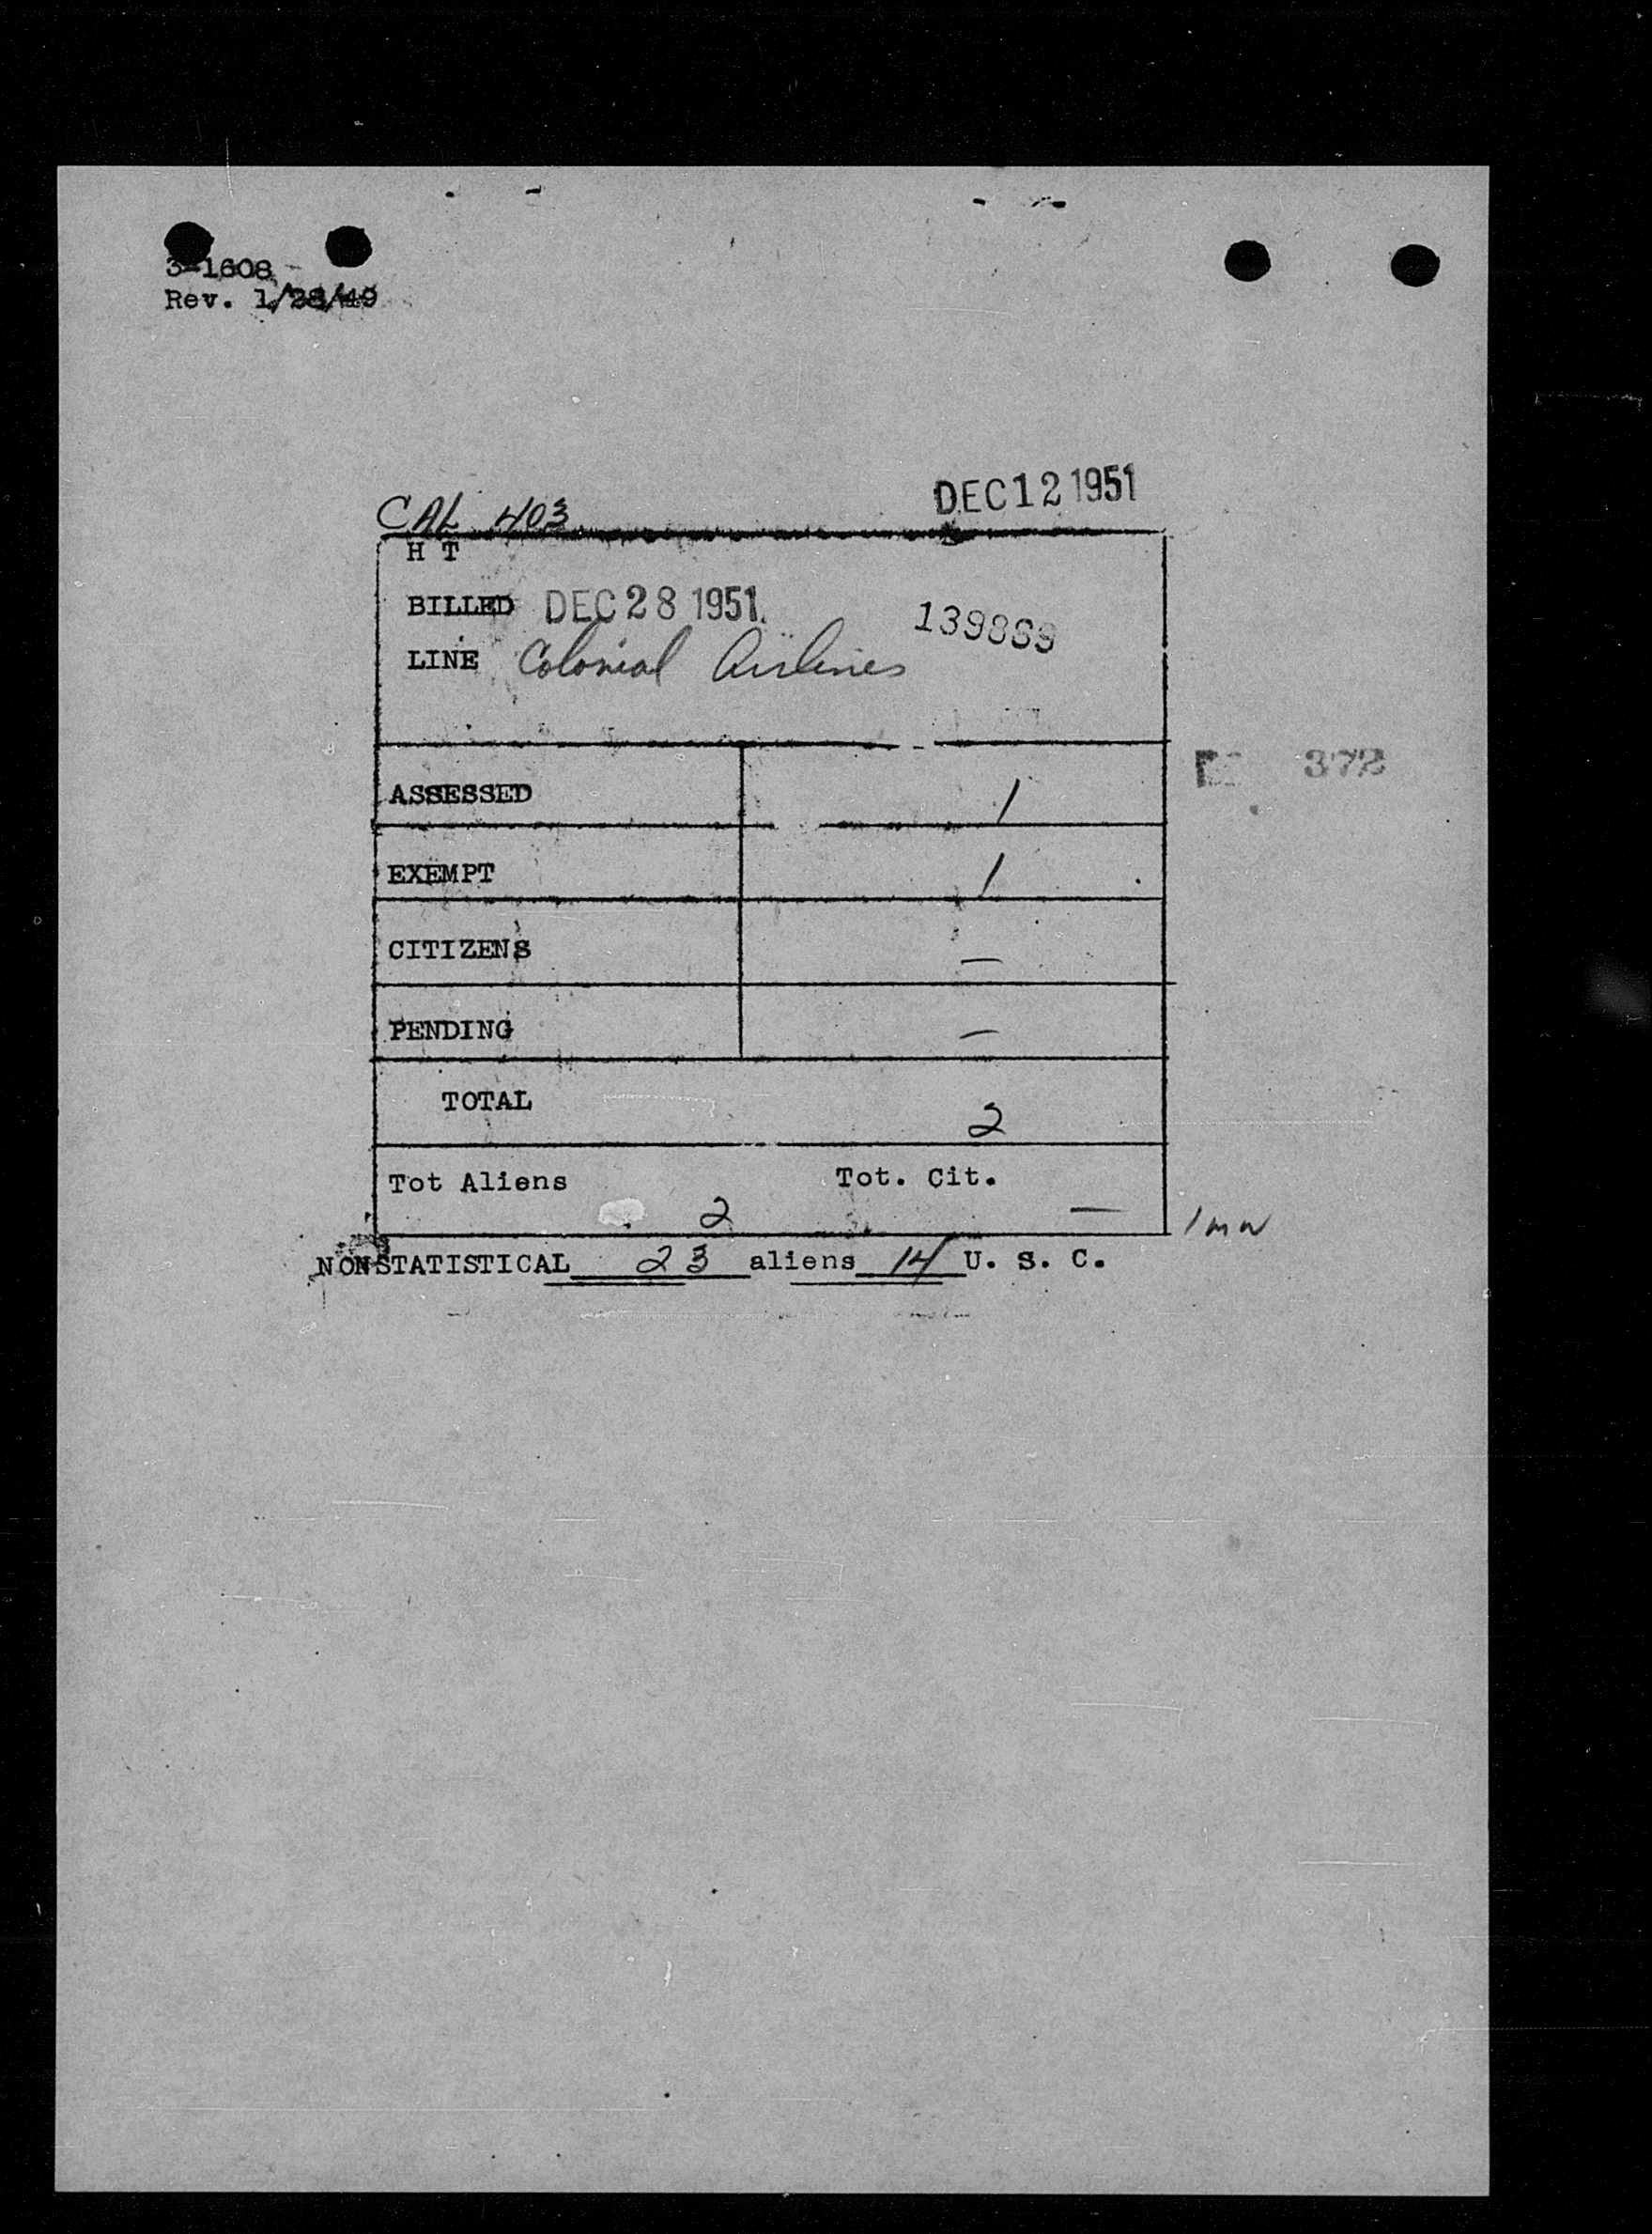 3-1608
Rev. 1/28/49
CAL 403 DEC 12 1951
H T
BILLED DEC 28 1951 139869
LINE Colonial Airlines
372
ASSESSED 1
EXEMPT 1
CITIZENS —
PENDING —
TOTAL 2
Tot Aliens 2 Tot. Cit. —
NONSTATISTICAL 23 aliens 14 U. S. C.